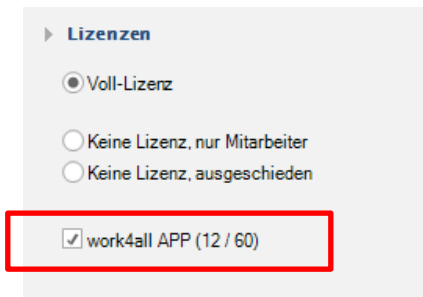 Lizenzen
Voll-Lizenz
Keine Lizenz, nur Mitarbeiter
Keine Lizenz, ausgeschieden
work4all APP (12 / 60)